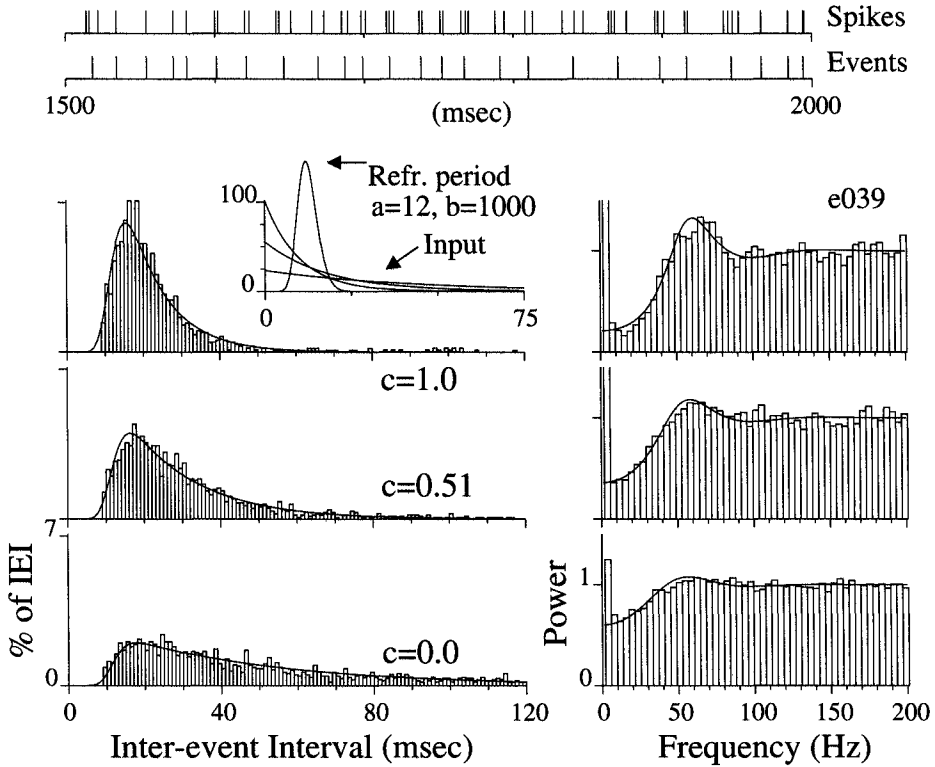 Spikes
Events
1500 2000
(msec)
Refr. period
a=12, b=1000
Input
100
0
0 75
e039
c=1.0
c=0.51
c=0.0
7
% of IEI
0
0 40 80 120
Inter-event Interval (msec)
1
Power
0
0 50 100 150 200
Frequency (Hz)